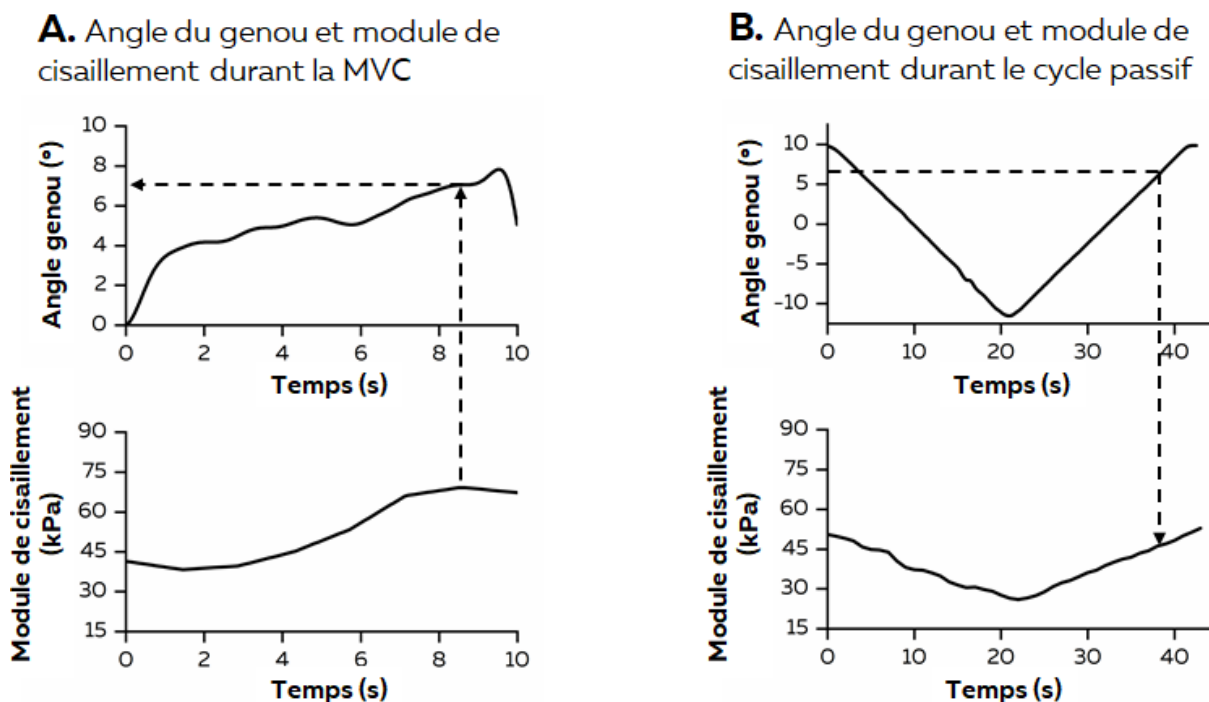 A. Angle du genou et module de
cisaillement durant la MVC
Angle genou (°)
10
8
6
4
2
0
0 2 4 6 8 10
Temps (s)
Module de cisaillement
(kPa)
90
75
60
45
30
15
0 2 4 6 8 10
Temps (s)
B. Angle du genou et module de
cisaillement durant le cycle passif
Angle genou (°)
10
5
0
-5
-10
0 10 20 30 40
Temps (s)
Module de cisaillement
(kPa)
90
75
60
45
30
15
0 10 20 30 40
Temps (s)